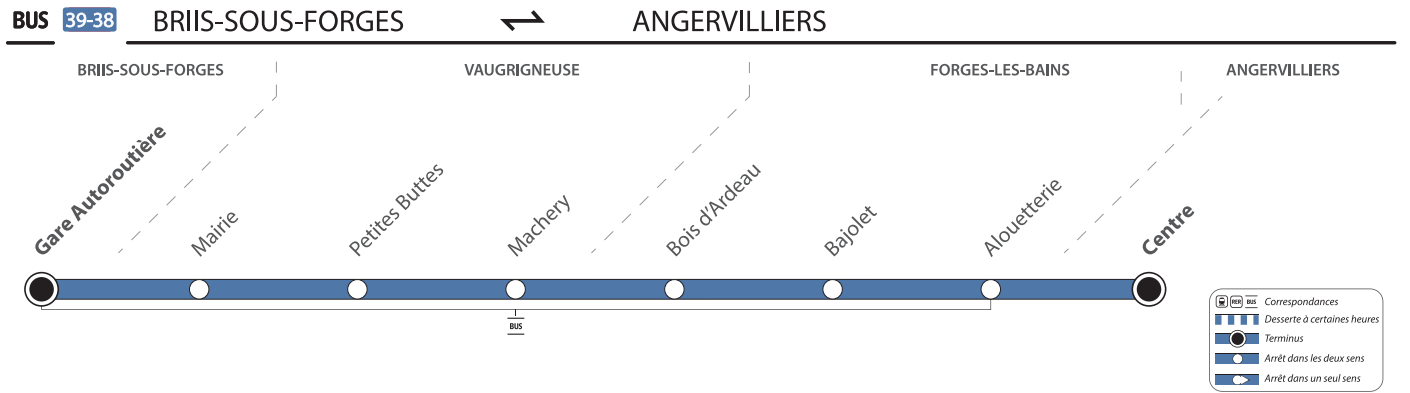 BUS 39-38 BRIIS-SOUS-FORGES ANGERVILLIERS
BRIIS-SOUS-FORGES VAUGRIGNEUSE FORGES-LES-BAINS ANGERVILLIERS
Gare Autoroutière
Mairie
Petites Buttes
Machery
Bois d'Ardeau
Bajolet
Alouetterie
Centre
BUS
RER BUS Correspondances
Desserte à certaines heures
Terminus
Arrêt dans les deux sens
Arrêt dans un seul sens